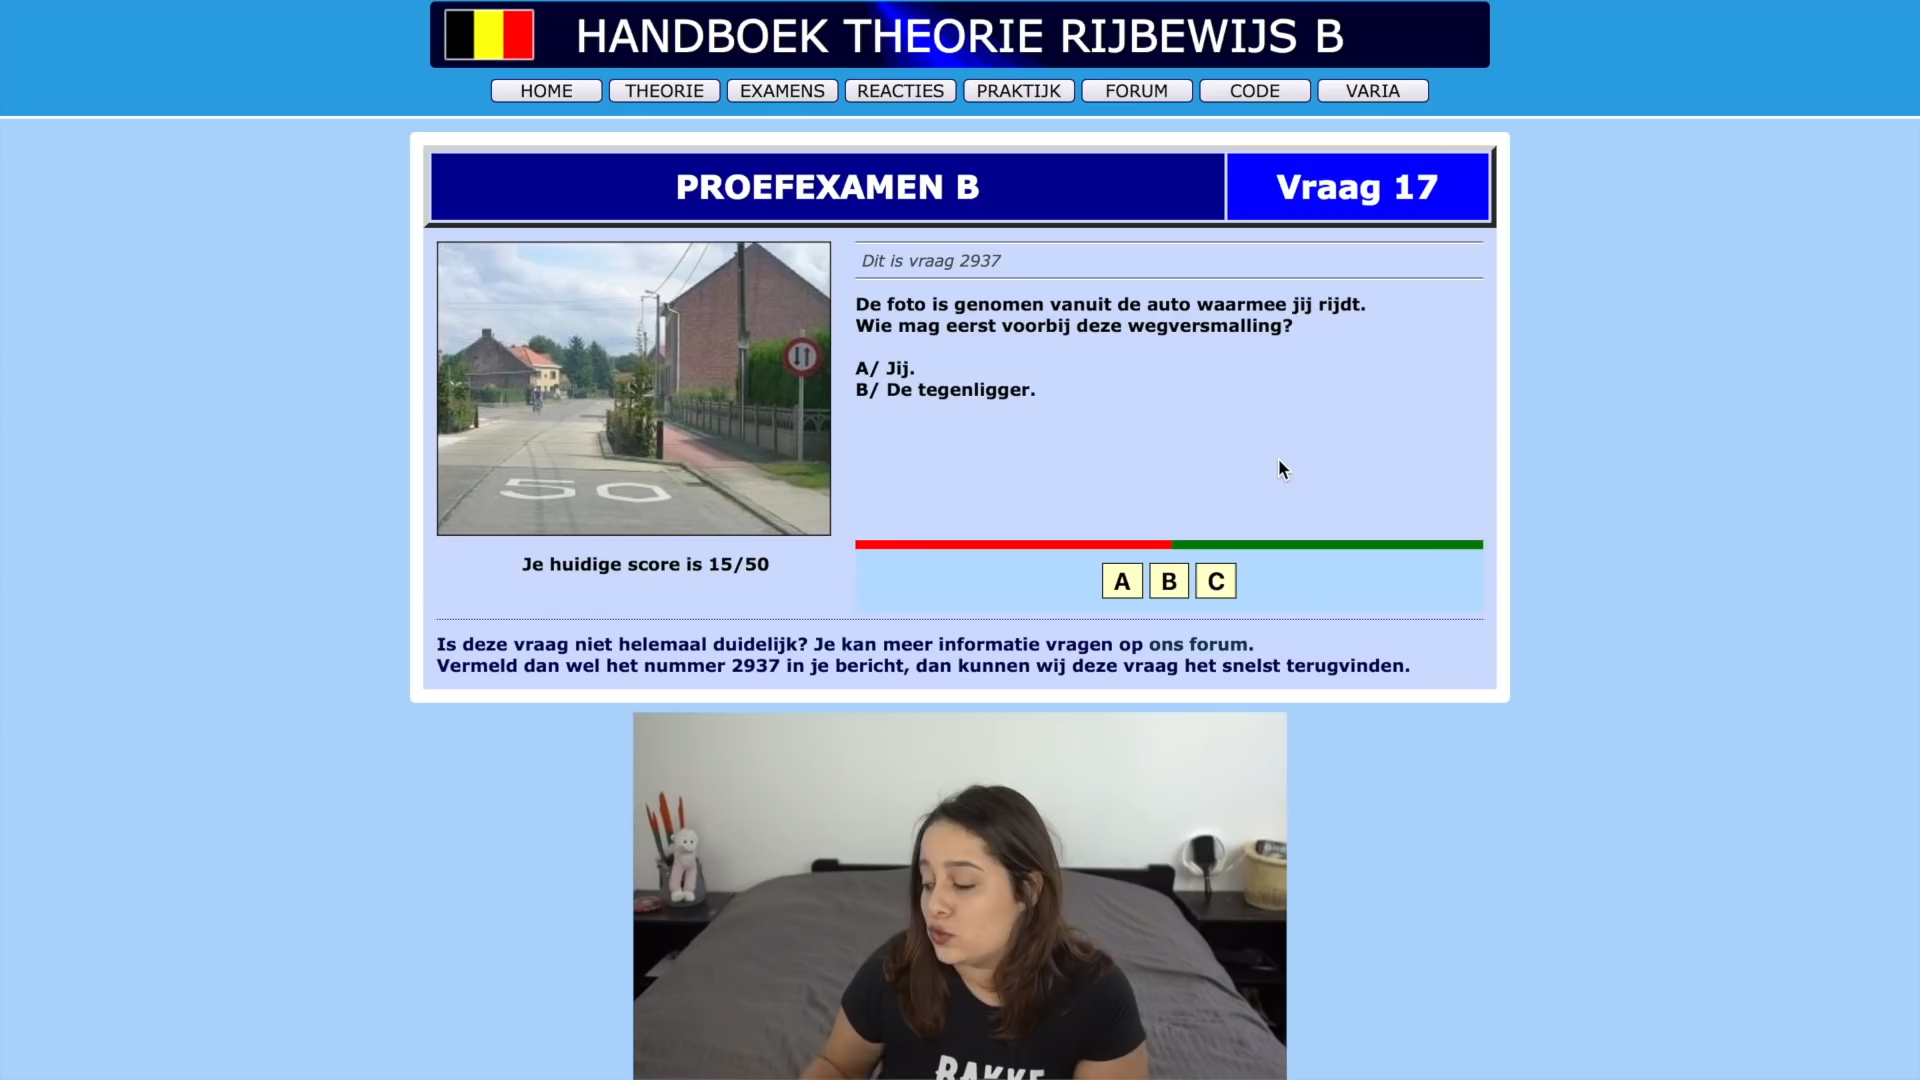 HANDBOEK THEORIE RIJBEWIJS B
HOME THEORIE EXAMENS REACTIES PRAKTIJK FORUM CODE VARIA
PROEFEXAMEN B
Vraag 17
Dit is vraag 2937
De foto is genomen vanuit de auto waarmee jij rijdt.
Wie mag eerst voorbij deze wegversmalling?
A/ Jij.
B/ De tegenligger.
50
Je huidige score is 15/50
A B C
Is deze vraag niet helemaal duidelijk? Je kan meer informatie vragen op ons forum.
Vermeld dan wel het nummer 2937 in je bericht, dan kunnen wij deze vraag het snelst terugvinden.
BAKKE